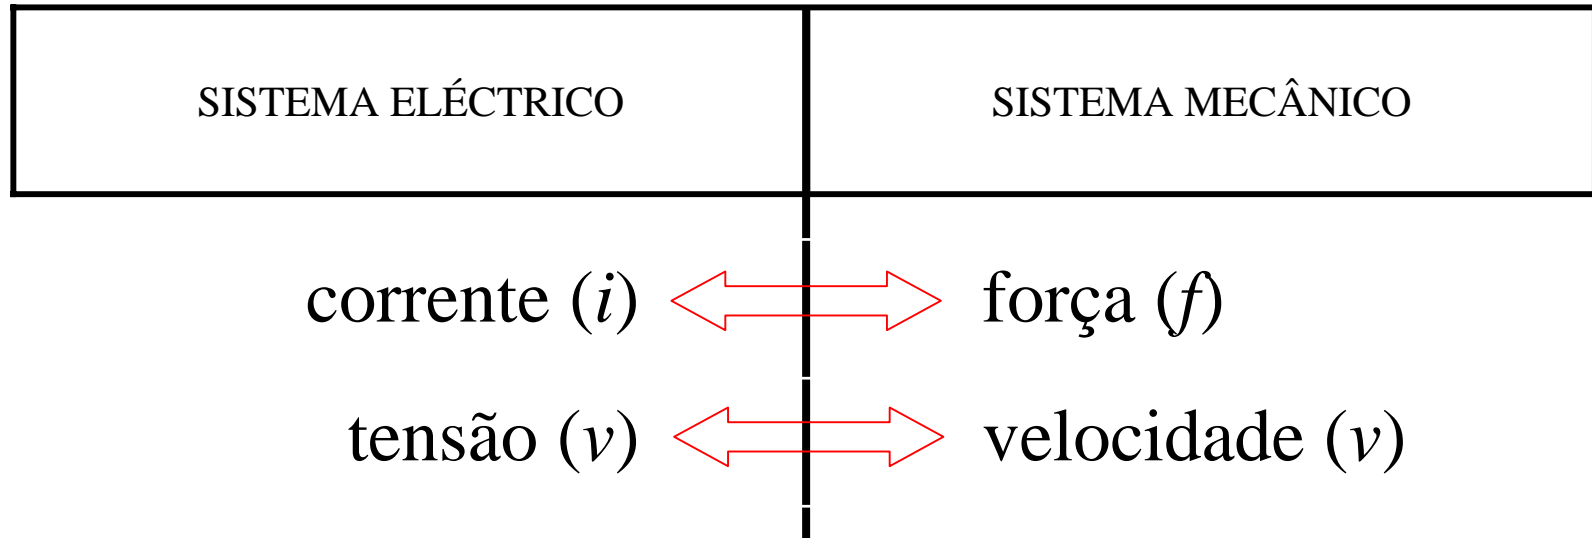 SISTEMA ELÉCTRICO SISTEMA MECÂNICO
corrente (i) força (f)
tensão (v) velocidade (v)